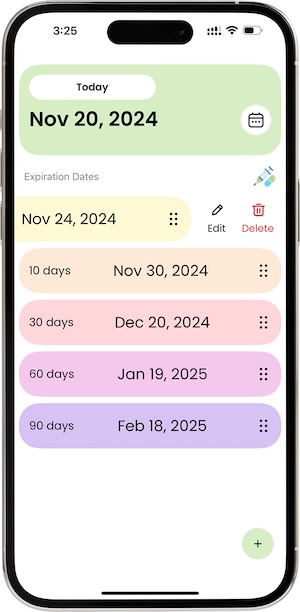 3:25
Today
Nov 20, 2024
Expiration Dates
Nov 24, 2024
Edit
Delete
10 days Nov 30, 2024
30 days Dec 20, 2024
60 days Jan 19, 2025
90 days Feb 18, 2025
+